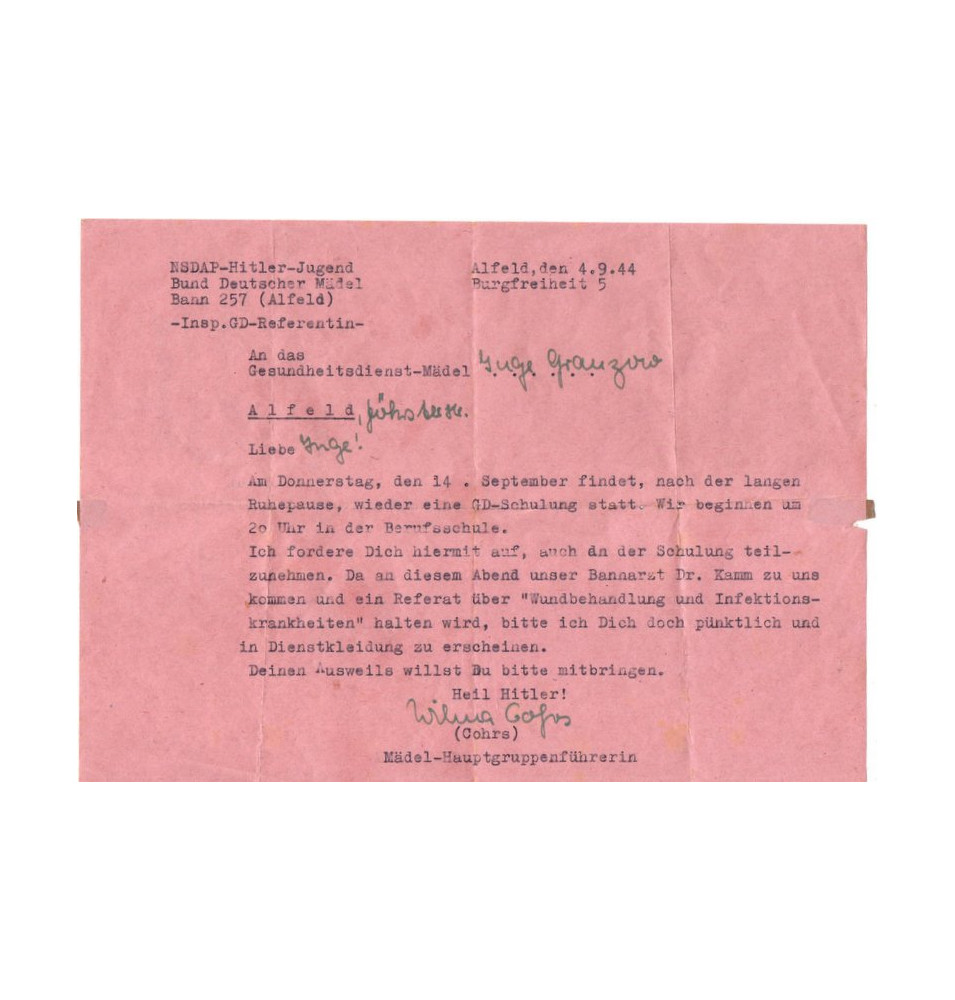 NSDAP-Hitler-Jugend
Bund Deutscher Mädel
Bann 257 (Alfeld)
-Insp.GD-Referentin-
Alfeld,den 4.9.44
Burgfreiheit 5
An das
Gesundheitsdienst-Mädel Inge Granzow
Alfeld,
Liebe Inge!
Am Donnerstag, den 14 . September findet, nach der langen
Ruhepause, wieder eine GD-Schulung statt. Wir beginnen um
2o Uhr in der Berufsschule.
Ich fordere Dich hiermit auf, auch an der Schulung teil-
zunehmen. Da an diesem Abend unser Bannarzt Dr. Kamm zu uns
kommen und ein Referat über "Wundbehandlung und Infektions-
krankheiten" halten wird, bitte ich Dich doch pünktlich und
in Dienstkleidung zu erscheinen.
Deinen Ausweils willst Du bitte mitbringen.
Heil Hitler!
Wilma Cohrs
(Cohrs)
Mädel-Hauptgruppenführerin